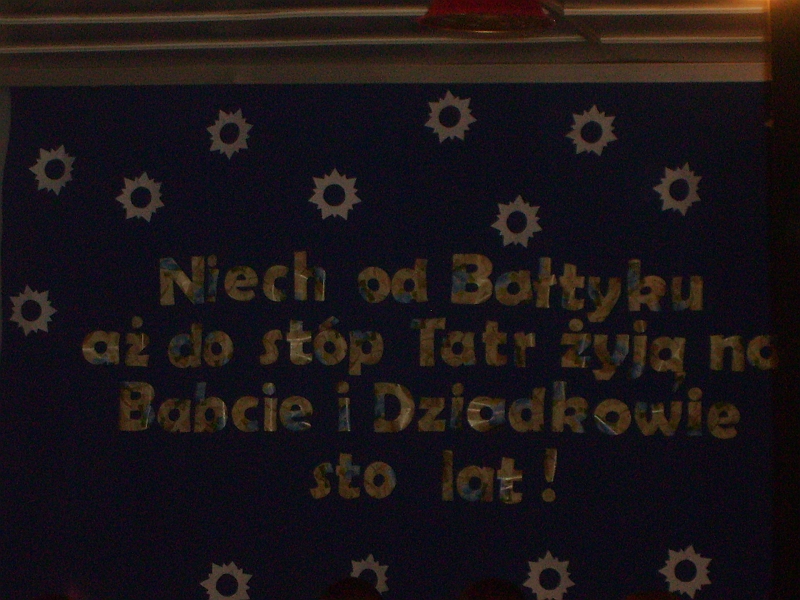 Niech od Bałtyku
aż do stóp Tatr żyją na
Babcie i Dziadkowie
sto lat!